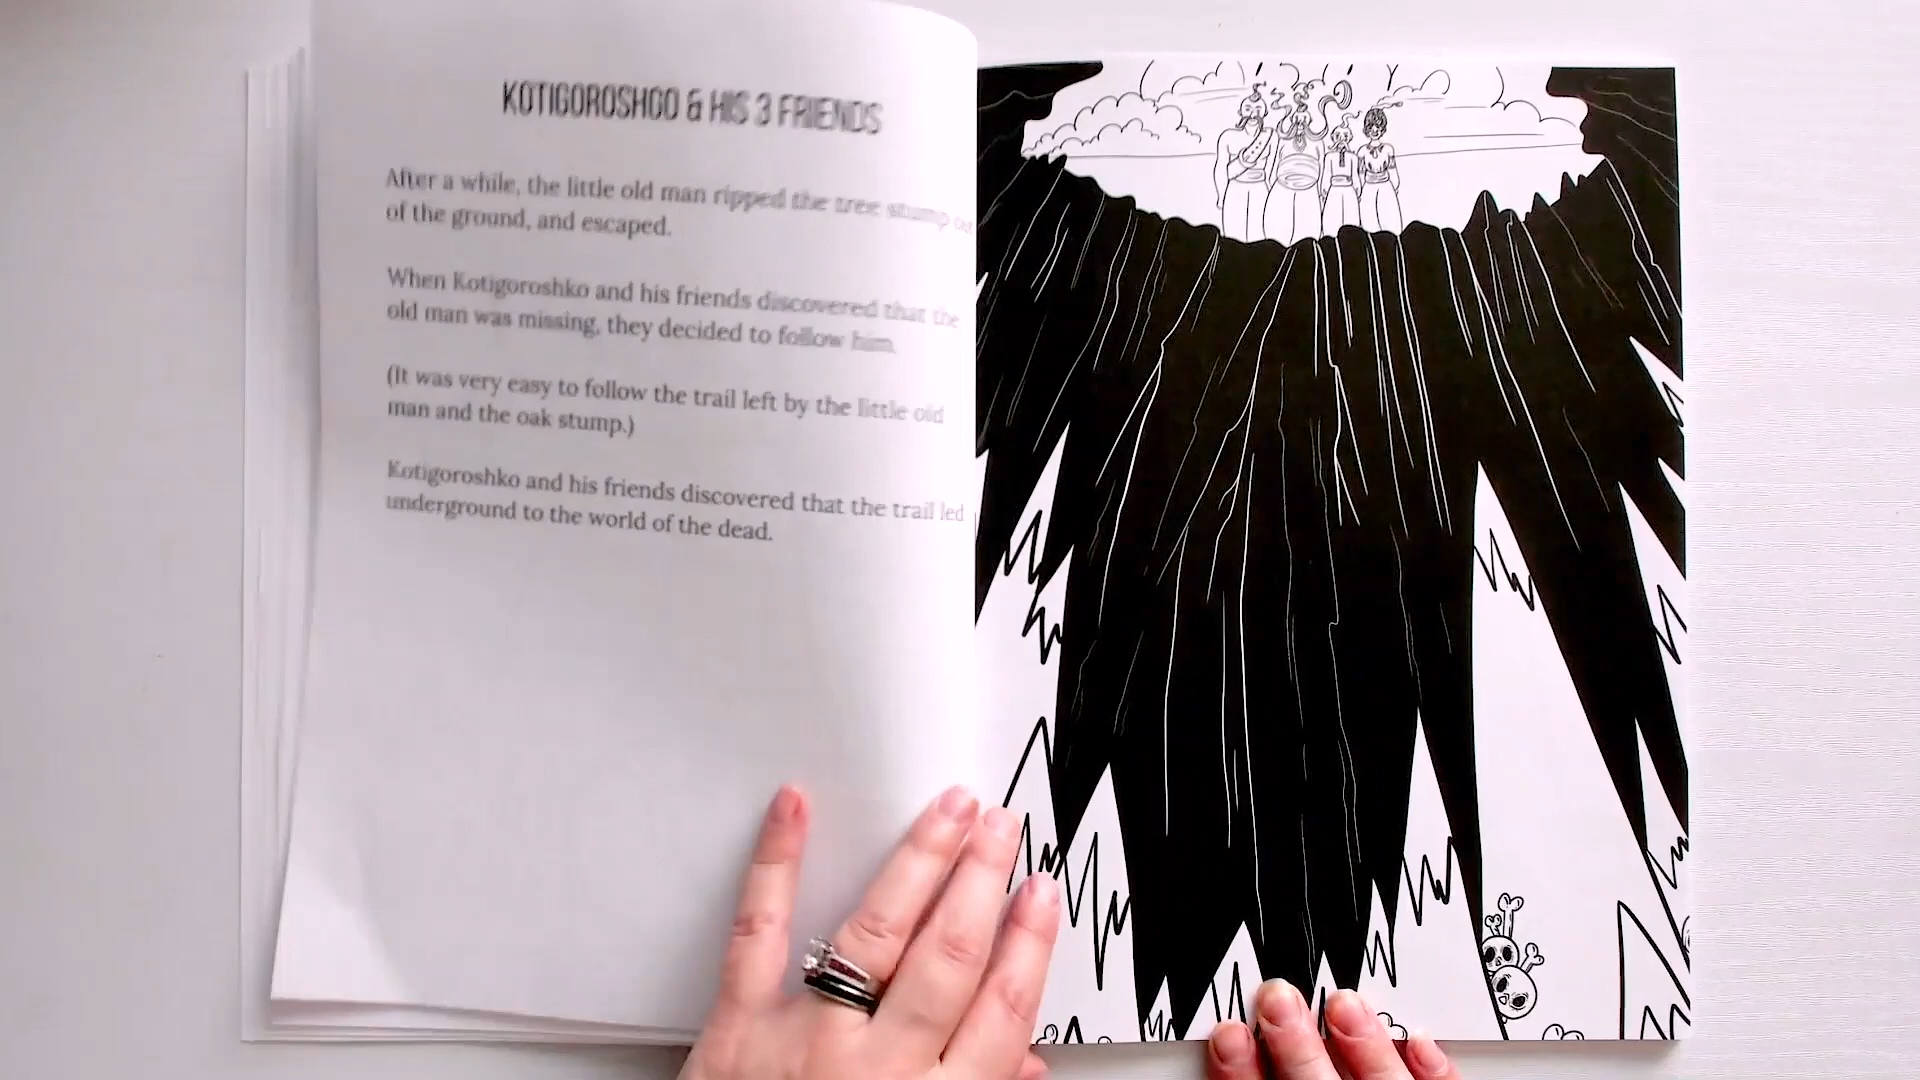 KOTIGOROSHGO & HIS 3 FRIENDS
After a while, the little old man ripped the tree stump
of the ground, and escaped.
When Kotigoroshko and his friends discovered that the
old man was missing, they decided to follow him.
(It was very easy to follow the trail left by the little old
man and the oak stump.)
Kotigoroshko and his friends discovered that the trail led
underground to the world of the dead.